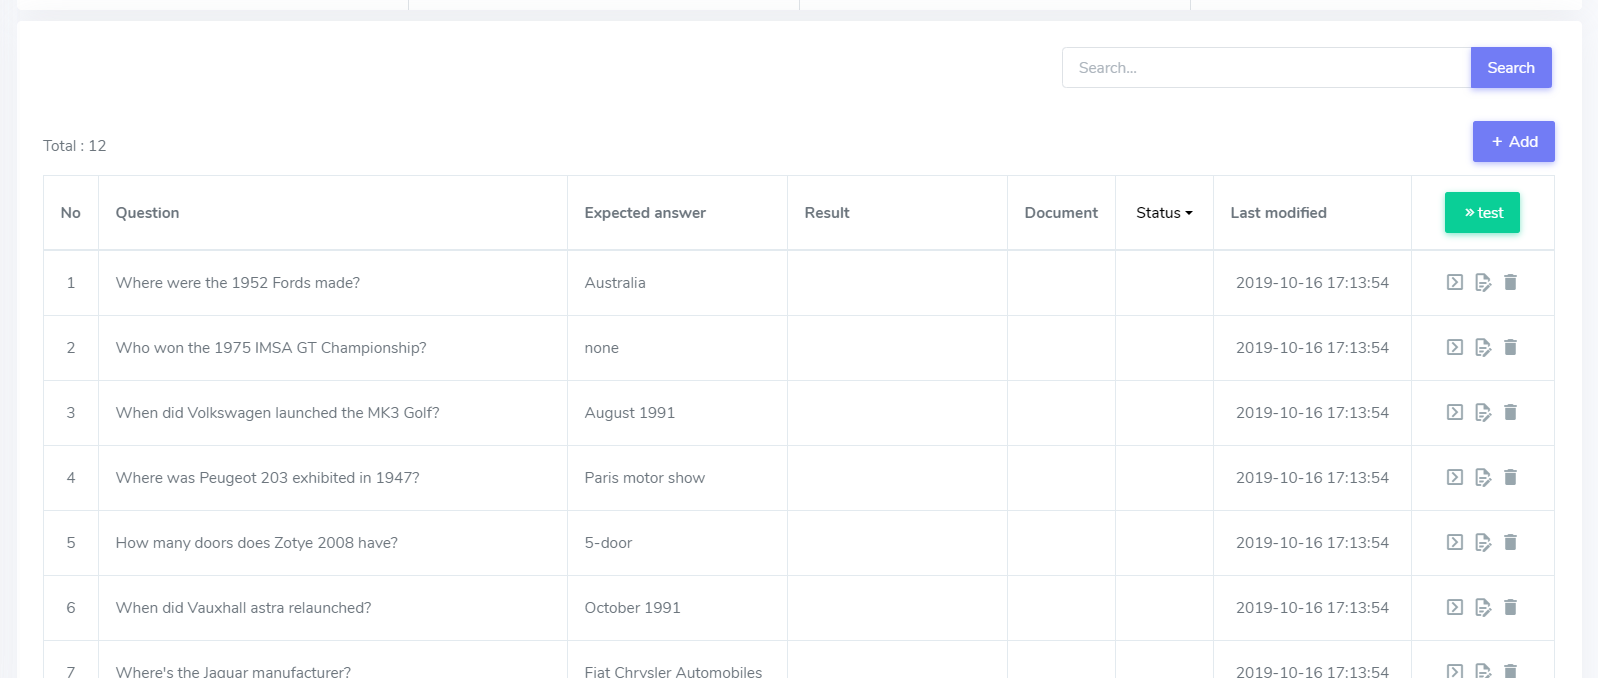 Search...
Search
Total : 12
+ Add
No Question Expected answer Result Document Status Last modified » test
1 Where were the 1952 Fords made? Australia 2019-10-16 17:13:54
2 Who won the 1975 IMSA GT Championship? none 2019-10-16 17:13:54
3 When did Volkswagen launched the MK3 Golf? August 1991 2019-10-16 17:13:54
4 Where was Peugeot 203 exhibited in 1947? Paris motor show 2019-10-16 17:13:54
5 How many doors does Zotye 2008 have? 5-door 2019-10-16 17:13:54
6 When did Vauxhall astra relaunched? October 1991 2019-10-16 17:13:54
7 Where's the Jaguar manufacturer? Fiat Chrysler Automobiles 2019-10-16 17:13:54